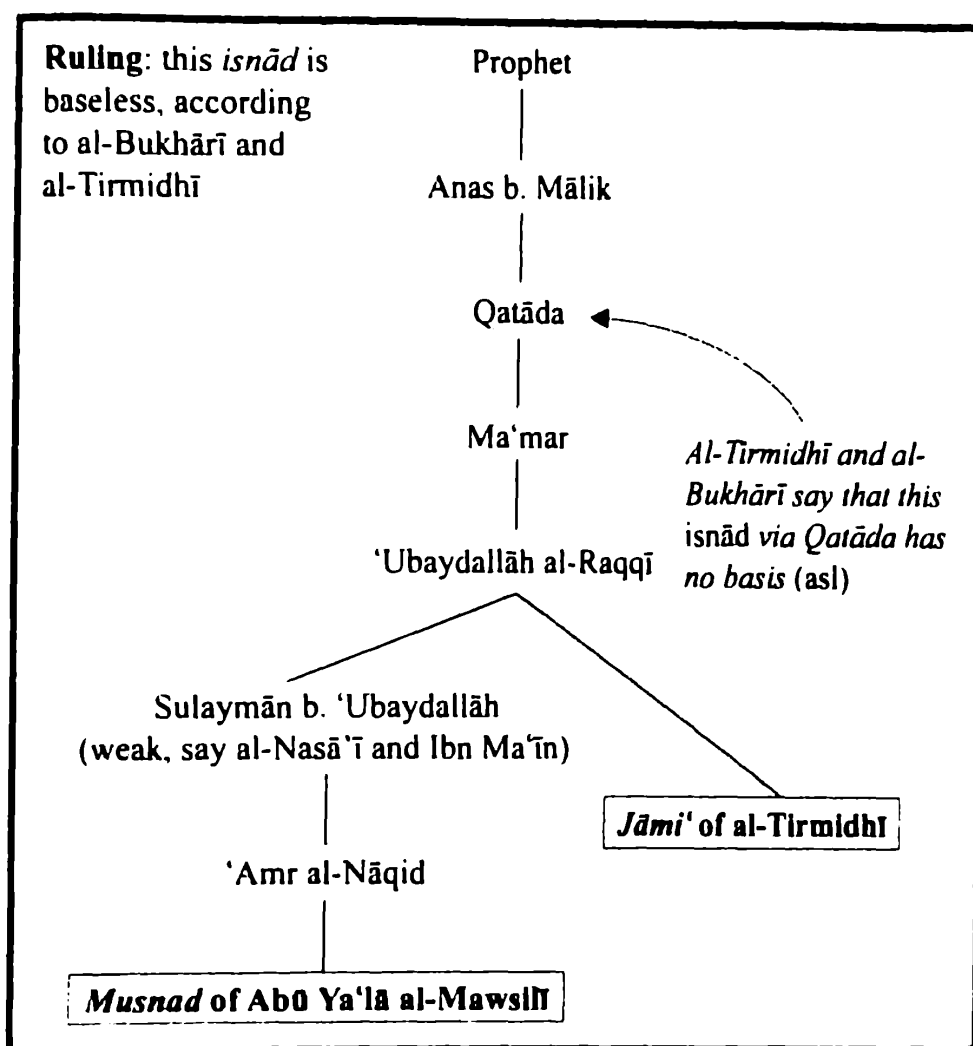 Ruling: this isnād is
baseless, according
to al-Bukhārī and
al-Tirmidhī
Prophet
Anas b. Mālik
Qatāda
Ma‘mar
Al-Tirmidhī and al-
Bukhārī say that this
isnād via Qatāda has
no basis (asl)
‘Ubaydallāh al-Raqqī
Sulaymān b. ‘Ubaydallāh
(weak, say al-Nasā’ī and Ibn Ma‘īn)
Jāmi‘ of al-Tirmidhī
‘Amr al-Nāqid
Musnad of Abū Ya‘lā al-Mawsilī